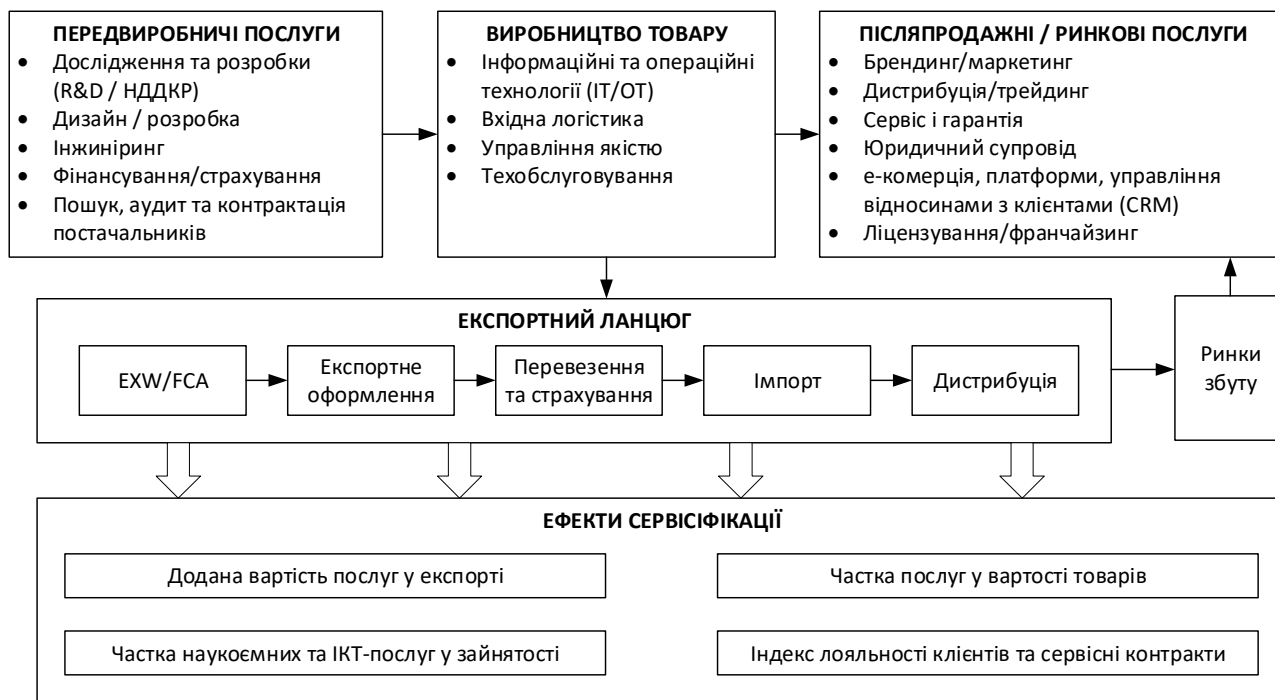 ПЕРЕДВИРОБНИЧІ ПОСЛУГИ
• Дослідження та розробки
(R&D / НДДКР)
• Дизайн / розробка
• Інжиніринг
• Фінансування/страхування
• Пошук, аудит та контрактація
постачальників
ВИРОБНИЦТВО ТОВАРУ
• Інформаційні та операційні
технології (ІТ/ОТ)
• Вхідна логістика
• Управління якістю
• Техобслуговування
ПІСЛЯПРОДАЖНІ / РИНКОВІ ПОСЛУГИ
• Брендинг/маркетинг
• Дистрибуція/трейдинг
• Сервіс і гарантія
• Юридичний супровід
• е-комерція, платформи, управління
відносинами з клієнтами (CRM)
• Ліцензування/франчайзинг
ЕКСПОРТНИЙ ЛАНЦЮГ
EXW/FCA
Експортне
оформлення
Перевезення
та страхування
Імпорт
Дистрибуція
Ринки
збуту
ЕФЕКТИ СЕРВІСІФІКАЦІЇ
Додана вартість послуг у експорті
Частка послуг у вартості товарів
Частка наукоємних та ІКТ-послуг у зайнятості
Індекс лояльності клієнтів та сервісні контракти